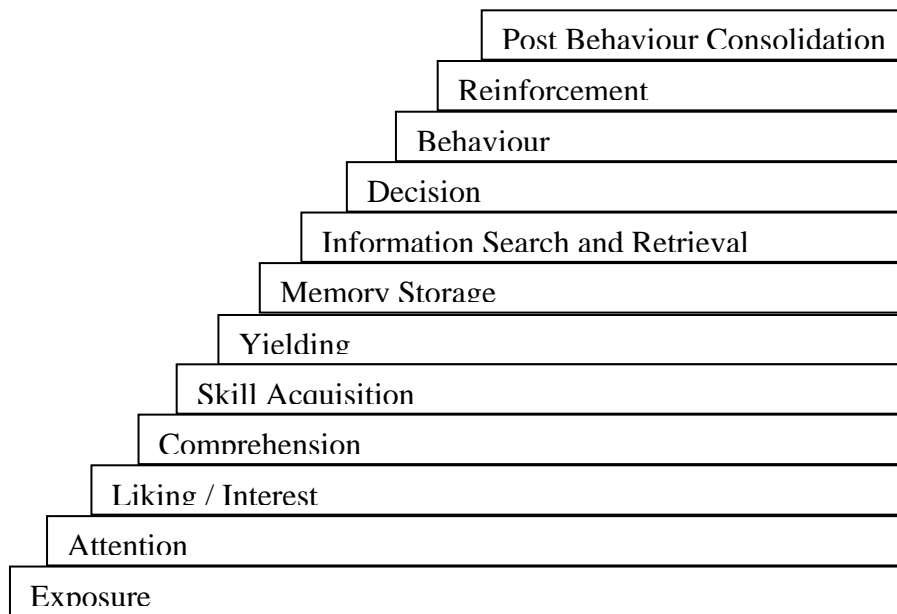 Post Behaviour Consolidation
Reinforcement
Behaviour
Decision
Information Search and Retrieval
Memory Storage
Yielding
Skill Acquisition
Comprehension
Liking / Interest
Attention
Exposure